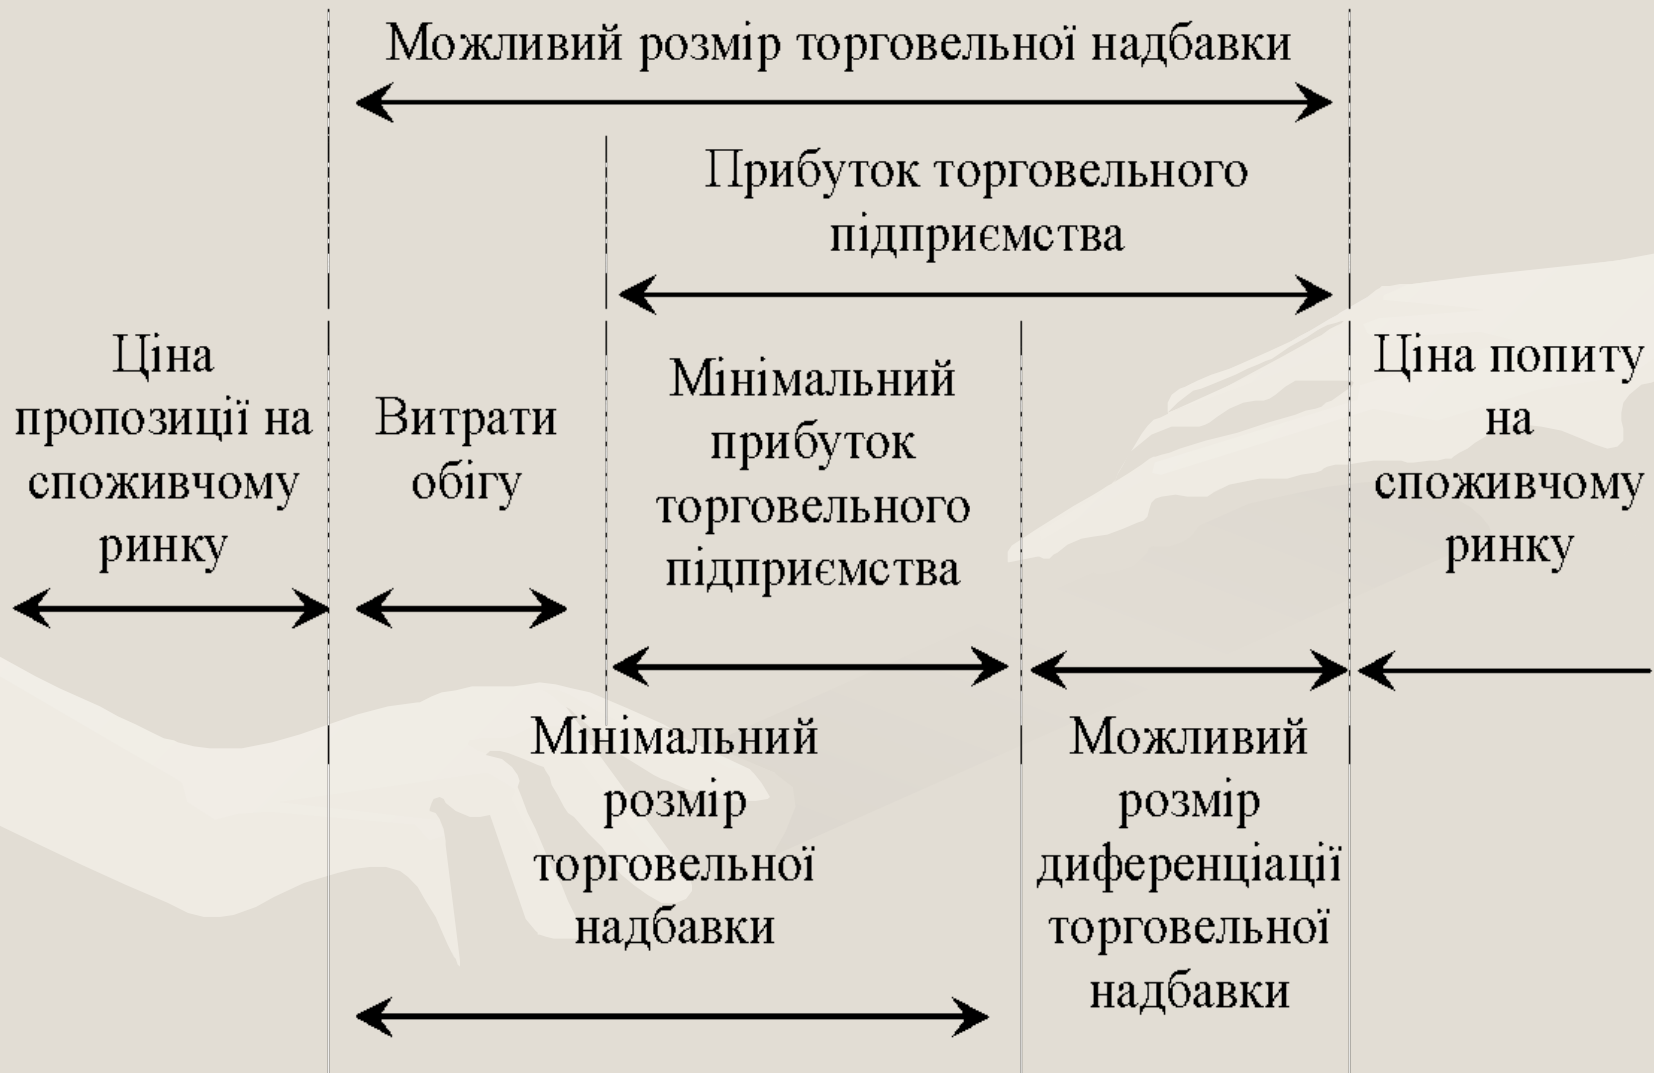 Можливий розмір торговельної надбавки
Прибуток торговельного
підприємства
Ціна
пропозиції на
споживчому
ринку
Витрати
обігу
Мінімальний
прибуток
торговельного
підприємства
Ціна попиту
на
споживчому
ринку
Мінімальний
розмір
торговельної
надбавки
Можливий
розмір
диференціації
торговельної
надбавки